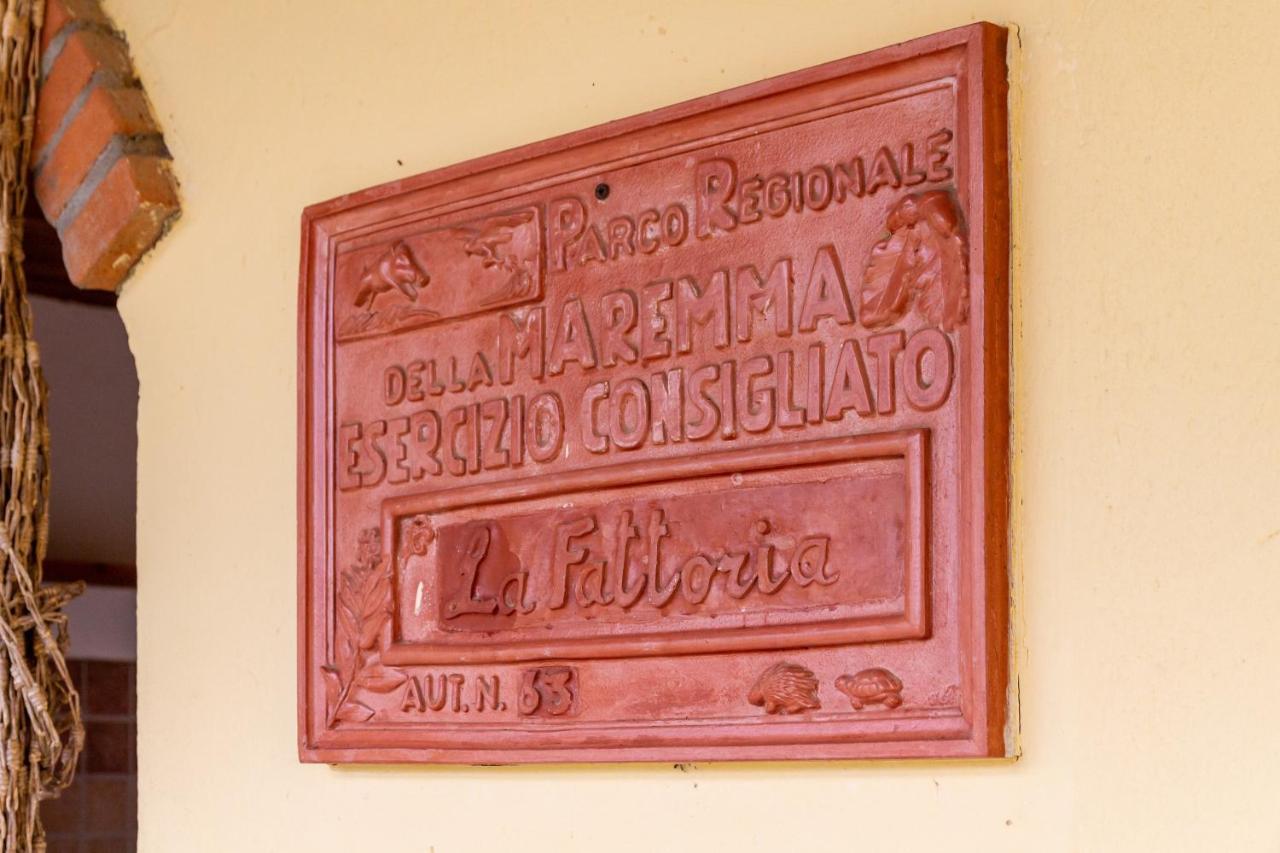 PARCO REGIONALE
DELLA MAREMMA
ESERCIZIO CONSIGLIATO
La Fattoria
AUT. N. 63